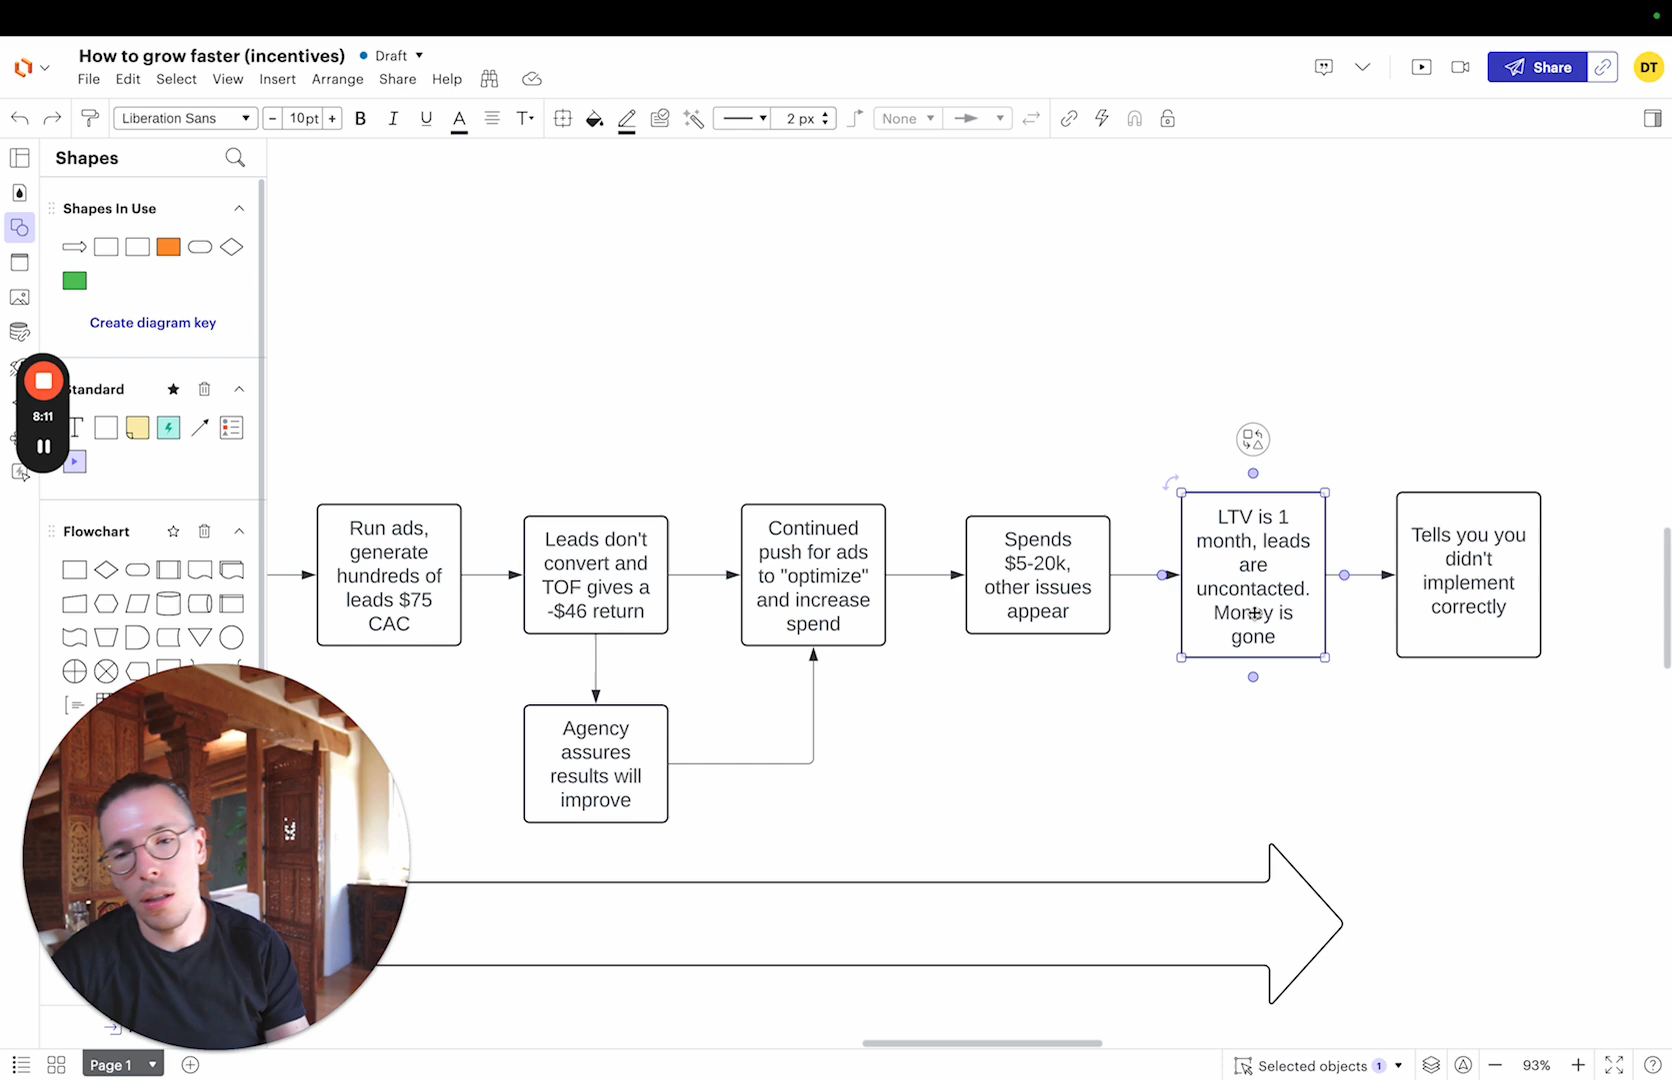 How to grow faster (incentives)
Draft
File Edit Select View Insert Arrange Share Help
Share
DT
Liberation Sans
- 10pt +
B I U A T
2 px
None
Shapes
Shapes In Use
Create diagram key
8:11
Standard
T
Flowchart
Run ads,
generate
hundreds of
leads $75
CAC
Leads don't
convert and
TOF gives a
-$46 return
Agency
assures
results will
improve
Continued
push for ads
to "optimize"
and increase
spend
Spends
$5-20k,
other issues
appear
LTV is 1
month, leads
are
uncontacted.
Money is
gone
Tells you you
didn't
implement
correctly
Page 1
Selected objects 1
93%